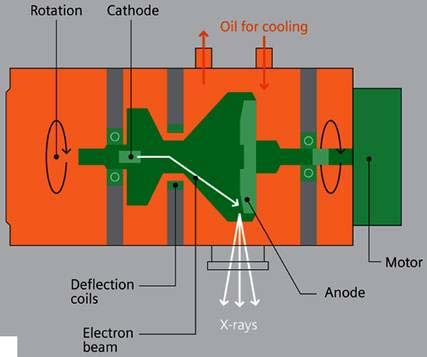 Rotation
Cathode
Oil for cooling
Motor
Deflection
coils
Anode
X-rays
Electron
beam